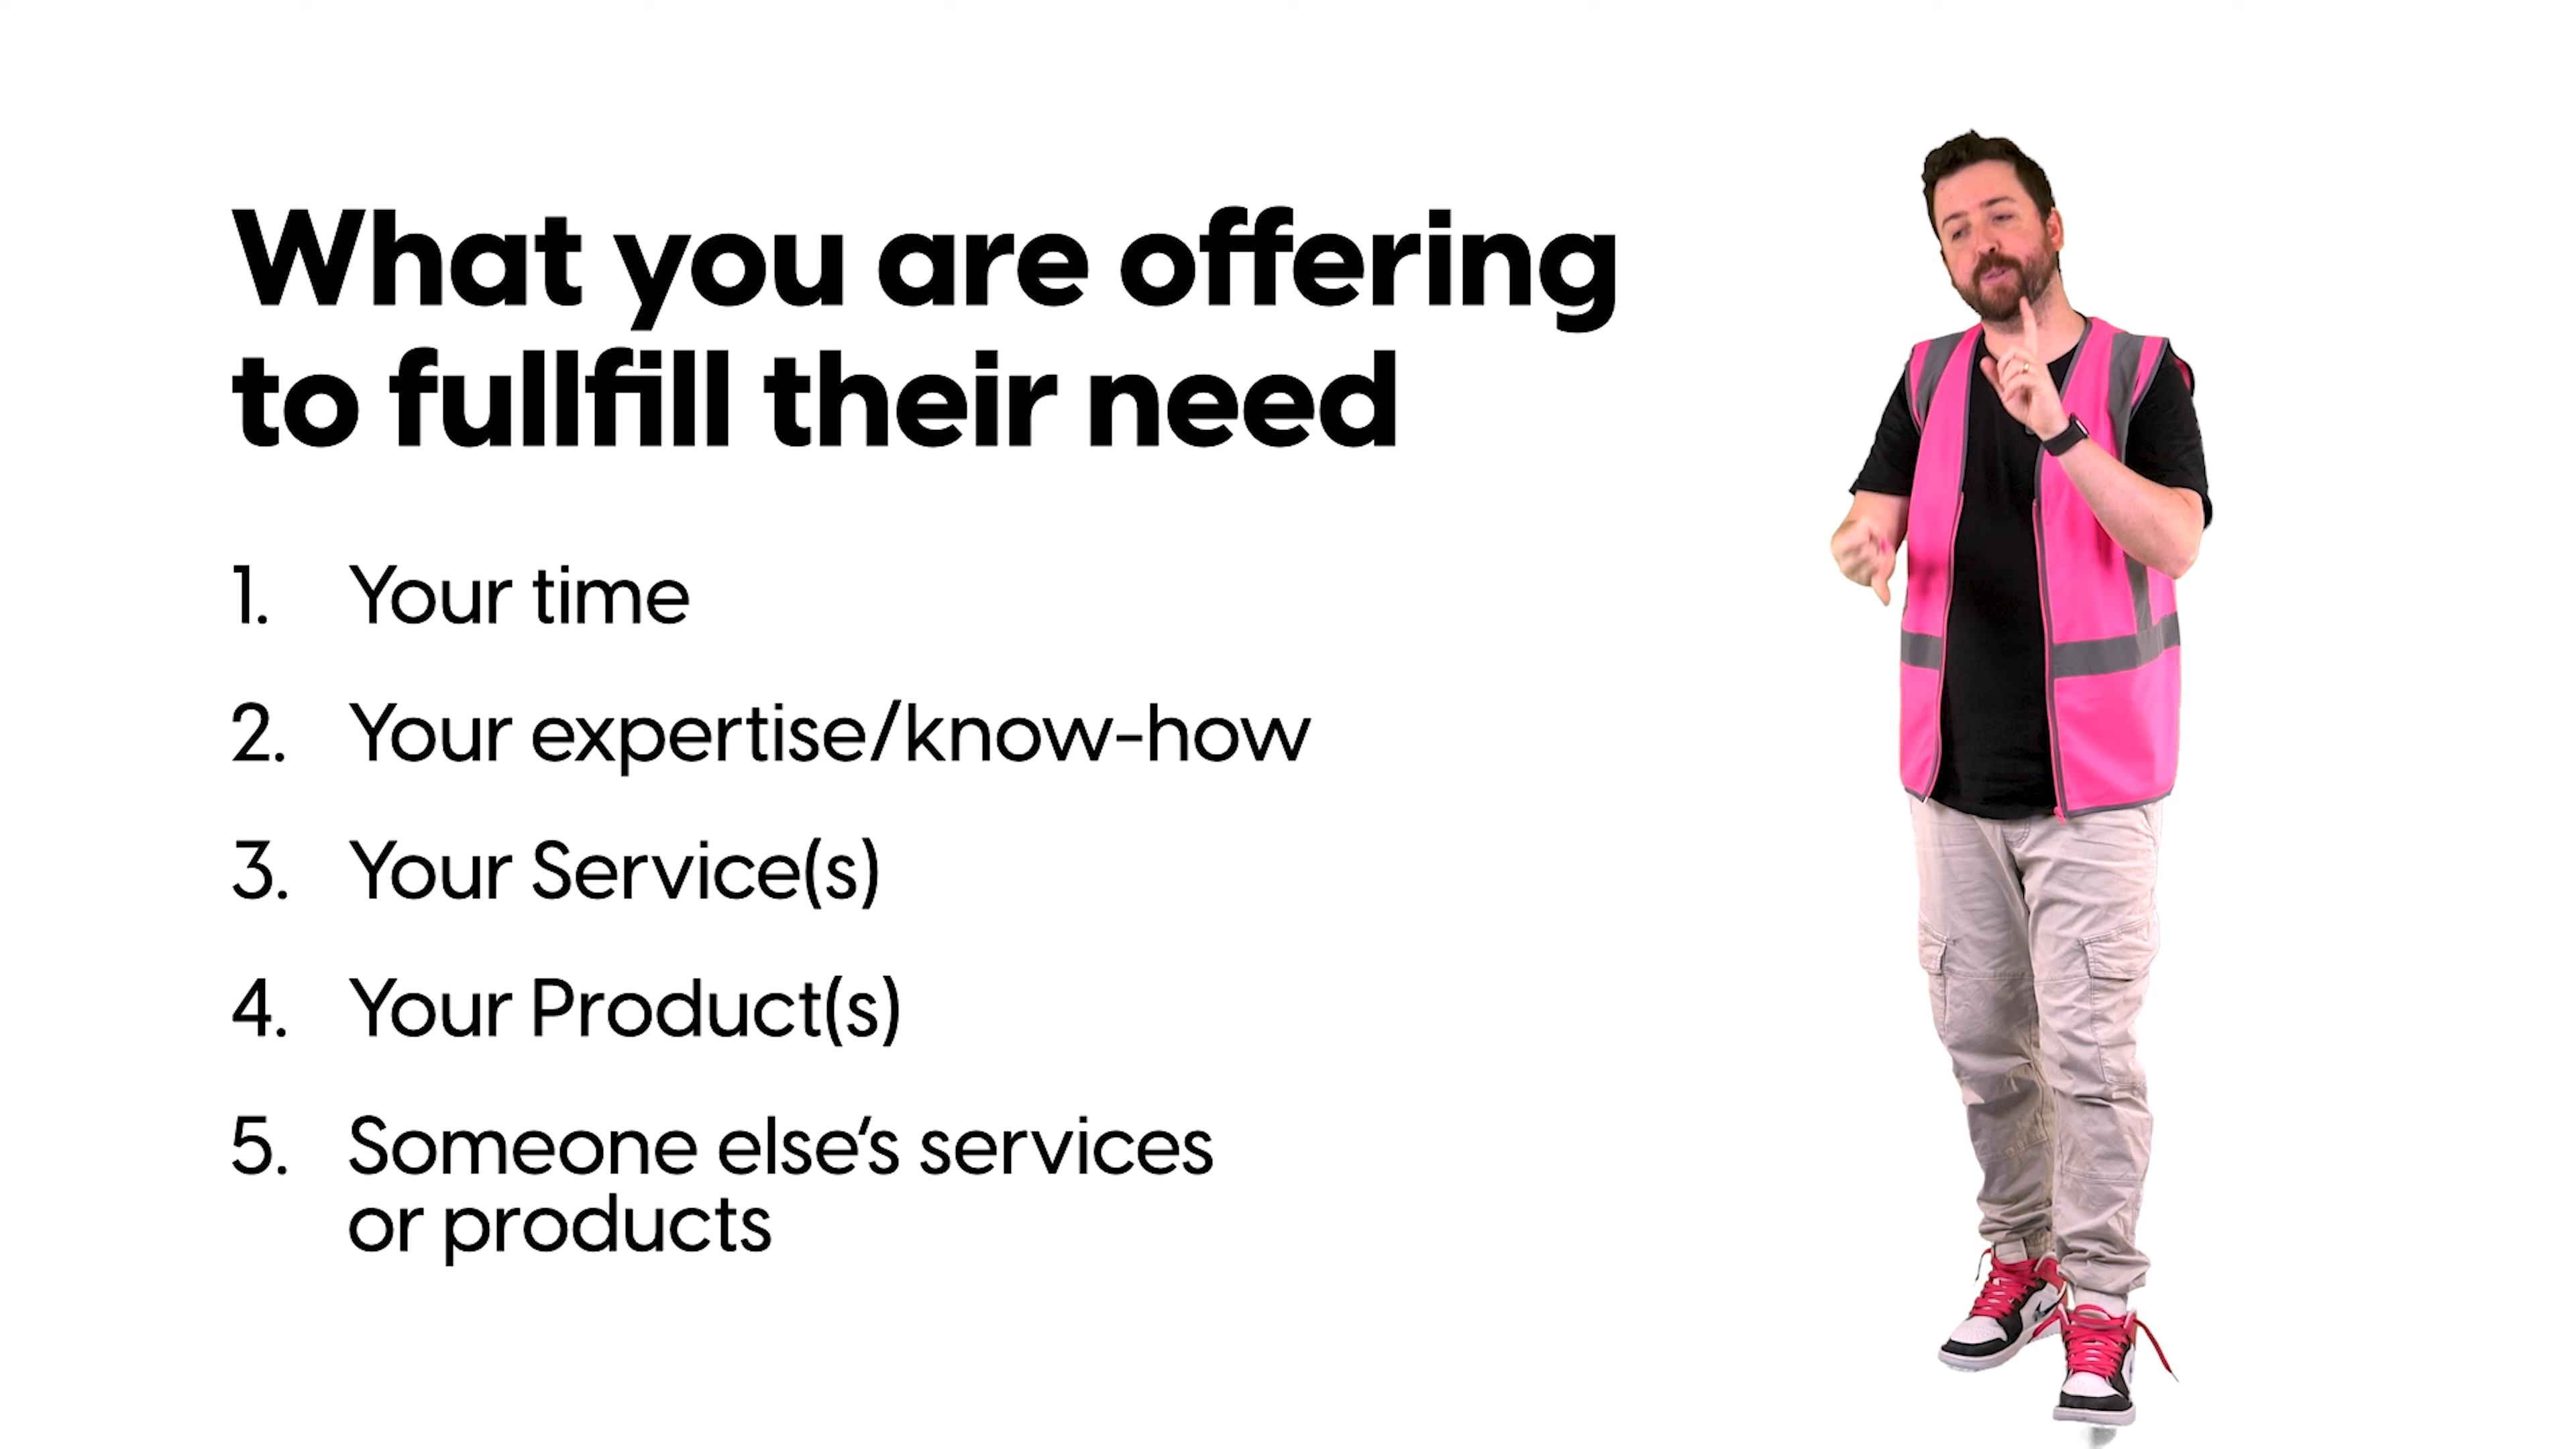 What you are offering
to fullfill their need
1. Your time
2. Your expertise/know-how
3. Your Service(s)
4. Your Product(s)
5. Someone else‘s services
or products